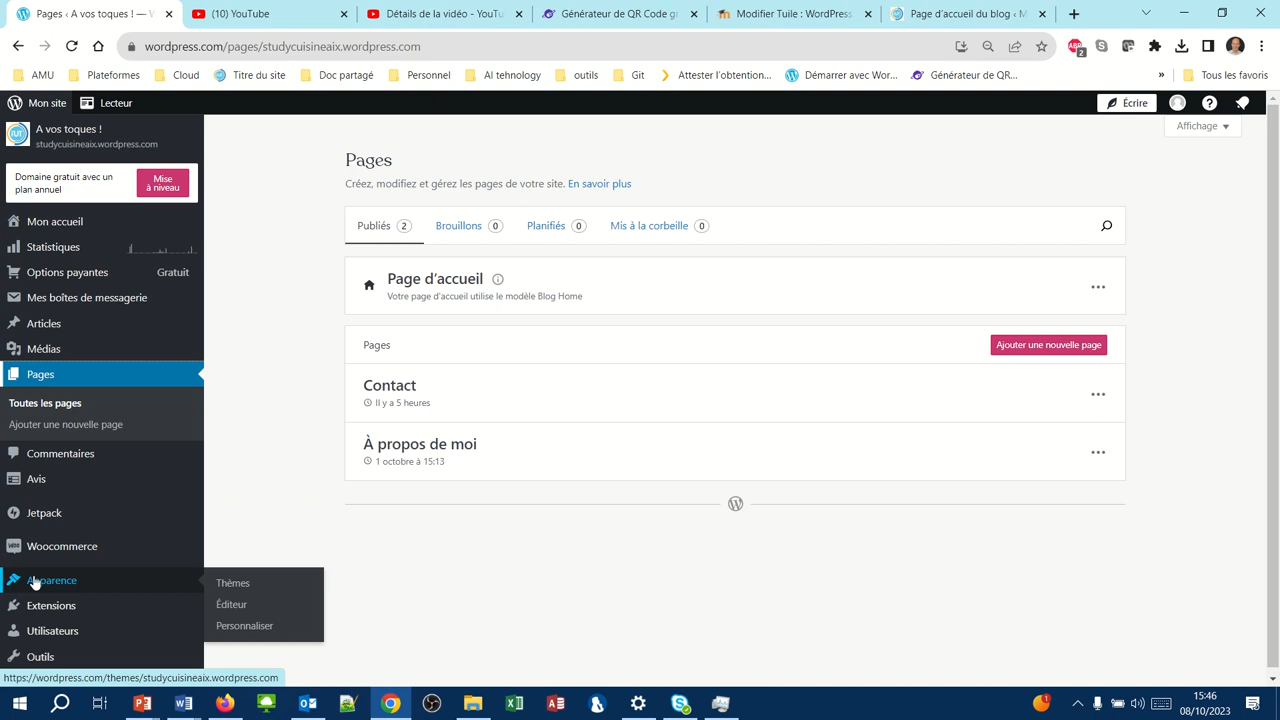 Pages ‹ A vos toques ! — W
(10) YouTube
Détails de la vidéo - YouTu
Générateur de QR Code gr
Modifier Tuile : WordPress
Page d'accueil du blog ‹ M
wordpress.com/pages/studycuisineaix.wordpress.com
2
AMU
Plateformes
Cloud
Titre du site
Doc partagé
Personnel
AI tehnology
outils
Git
Attester l'obtention...
Démarrer avec Wor...
Générateur de QR...
»
Tous les favoris
Mon site
Lecteur
Écrire
A vos toques !
studycuisineaix.wordpress.com
Domaine gratuit avec un
plan annuel
Mise
à niveau
Mon accueil
Statistiques
Options payantes Gratuit
Mes boîtes de messagerie
Articles
Médias
Pages
Toutes les pages
Ajouter une nouvelle page
Commentaires
Avis
Jetpack
Woocommerce
Apparence
Extensions
Utilisateurs
Outils
Thèmes
Éditeur
Personnaliser
Affichage
Pages
Créez, modifiez et gérez les pages de votre site. En savoir plus
Publiés 2
Brouillons 0
Planifiés 0
Mis à la corbeille 0
Page d'accueil
Votre page d'accueil utilise le modèle Blog Home
Pages
Ajouter une nouvelle page
Contact
Il y a 5 heures
À propos de moi
1 octobre à 15:13
https://wordpress.com/themes/studycuisineaix.wordpress.com
1
15:46
08/10/2023